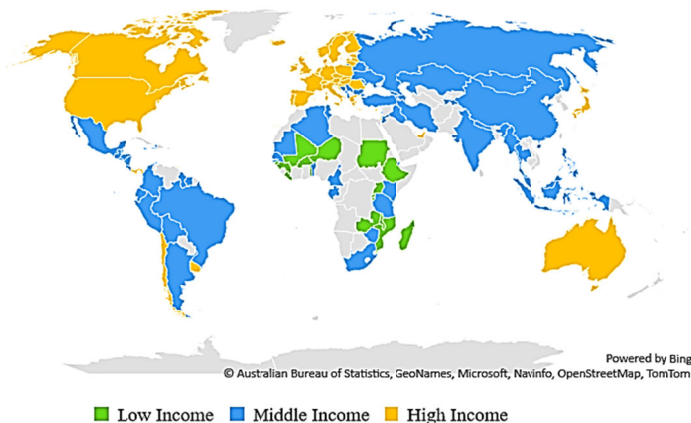 Powered by Bing
© Australian Bureau of Statistics, GeoNames, Microsoft, Navinfo, OpenStreetMap, TomTom
Low Income Middle Income High Income